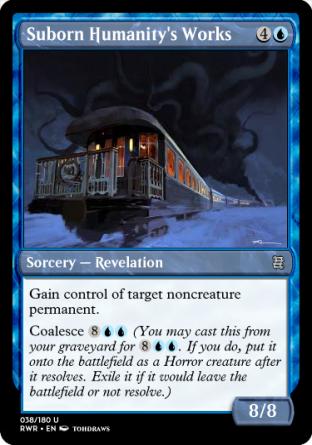 Suborn Humanity's Works 4
Sorcery — Revelation
Gain control of target noncreature
permanent.
Coalesce 8 (You may cast this from
your graveyard for 8. If you do, put it
onto the battlefield as a Horror creature after
it resolves. Exile it if it would leave the
battlefield or not resolve.)
8/8
038/180 U
RWR • EN TOHDRAWS